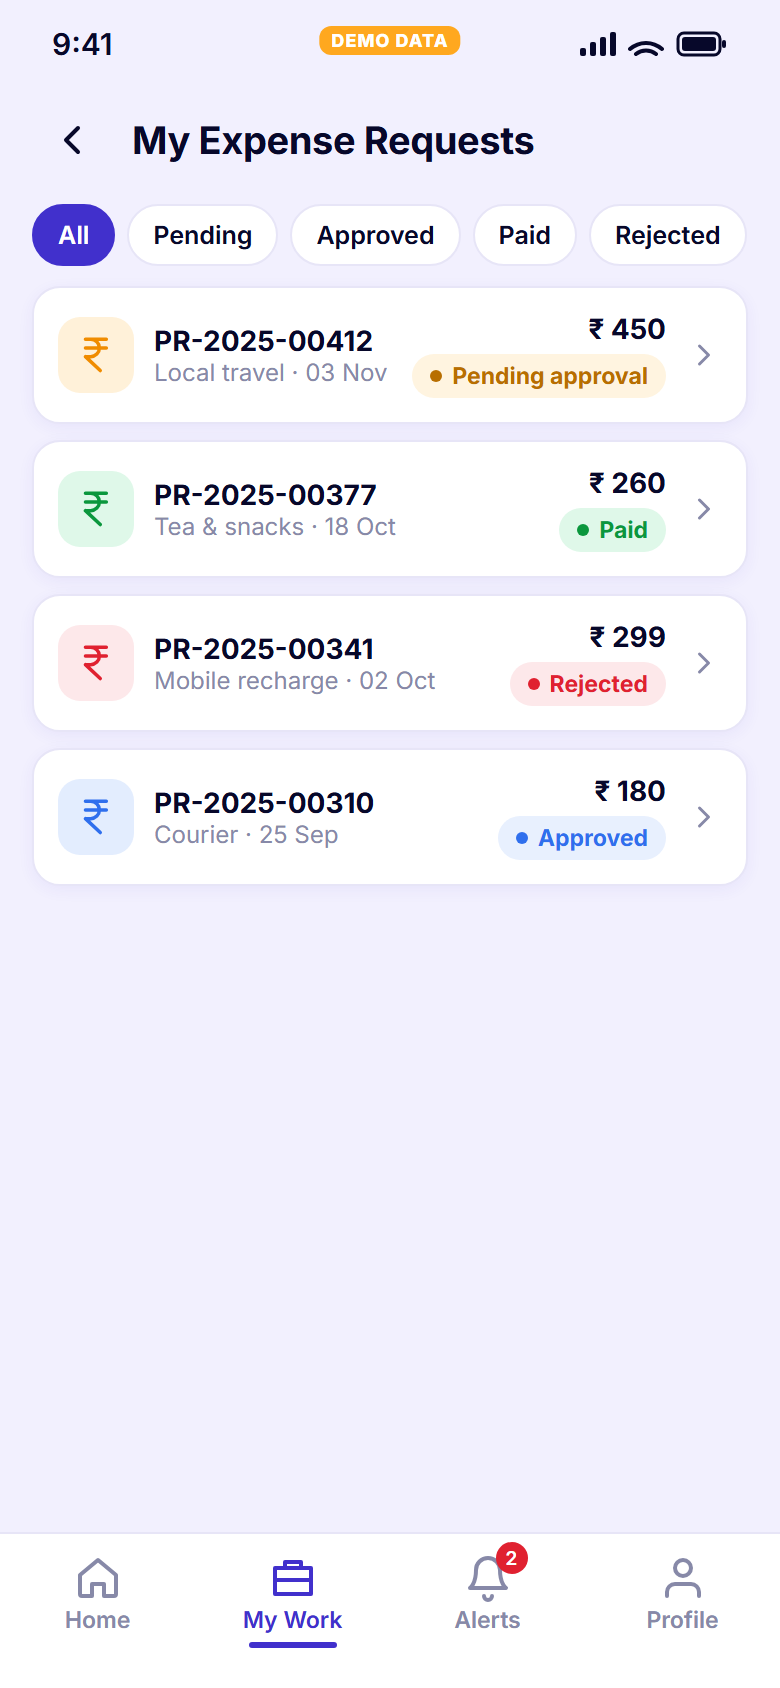 9:41
DEMO DATA
My Expense Requests
All
Pending
Approved
Paid
Rejected
PR-2025-00412
Local travel · 03 Nov
₹ 450
Pending approval
PR-2025-00377
Tea & snacks · 18 Oct
₹ 260
Paid
PR-2025-00341
Mobile recharge · 02 Oct
₹ 299
Rejected
PR-2025-00310
Courier · 25 Sep
₹ 180
Approved
Home
My Work
2
Alerts
Profile